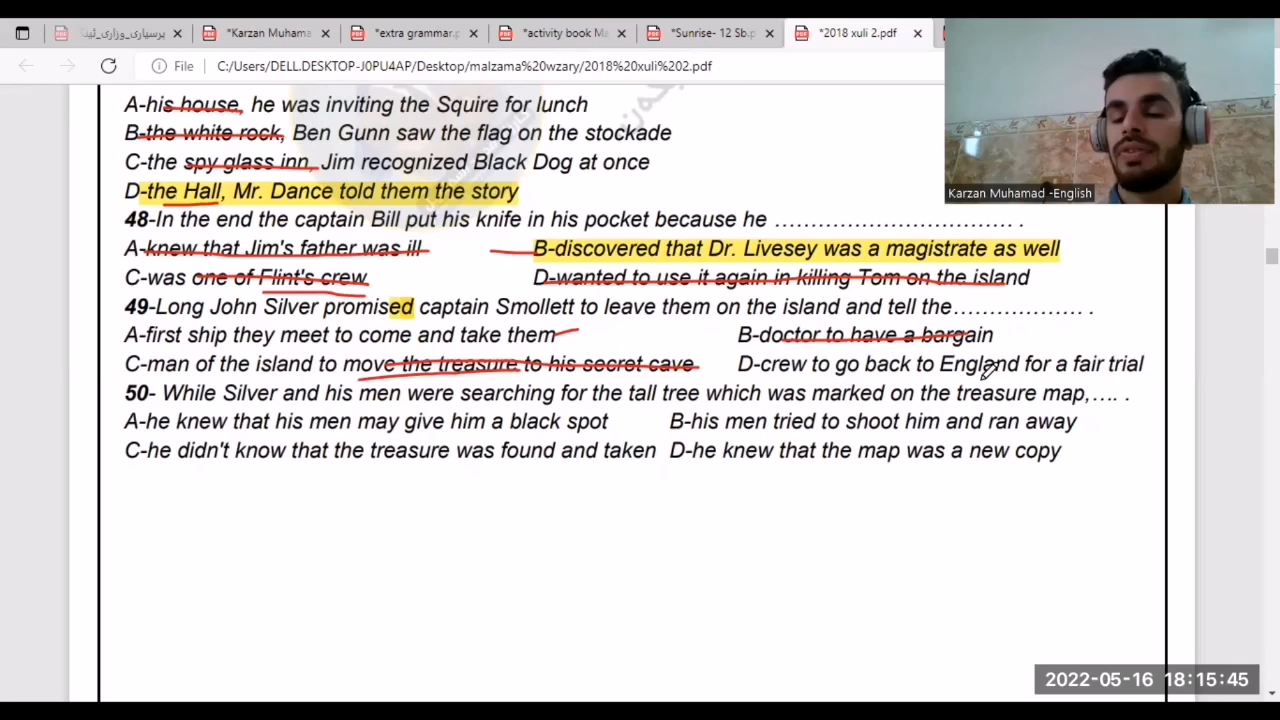 پرسیاری_وزاری_ئینگ
*Karzan Muhama
*extra grammar.p
*activity book Ma
*Sunrise- 12 Sb.p
*2018 xuli 2.pdf
File
C:/Users/DELL.DESKTOP-J0PU4AP/Desktop/malzama%20wzary/2018%20xuli%202.pdf
Karzan Muhamad -English
A-his house, he was inviting the Squire for lunch
B-the white rock, Ben Gunn saw the flag on the stockade
C-the spy glass inn, Jim recognized Black Dog at once
D-the Hall, Mr. Dance told them the story
48-In the end the captain Bill put his knife in his pocket because he ................................. .
A-knew that Jim's father was ill B-discovered that Dr. Livesey was a magistrate as well
C-was one of Flint's crew D-wanted to use it again in killing Tom on the island
49-Long John Silver promised captain Smollett to leave them on the island and tell the.................. .
A-first ship they meet to come and take them B-doctor to have a bargain
C-man of the island to move the treasure to his secret cave D-crew to go back to England for a fair trial
50- While Silver and his men were searching for the tall tree which was marked on the treasure map,.... .
A-he knew that his men may give him a black spot B-his men tried to shoot him and ran away
C-he didn't know that the treasure was found and taken D-he knew that the map was a new copy
2022-05-16 18:15:45